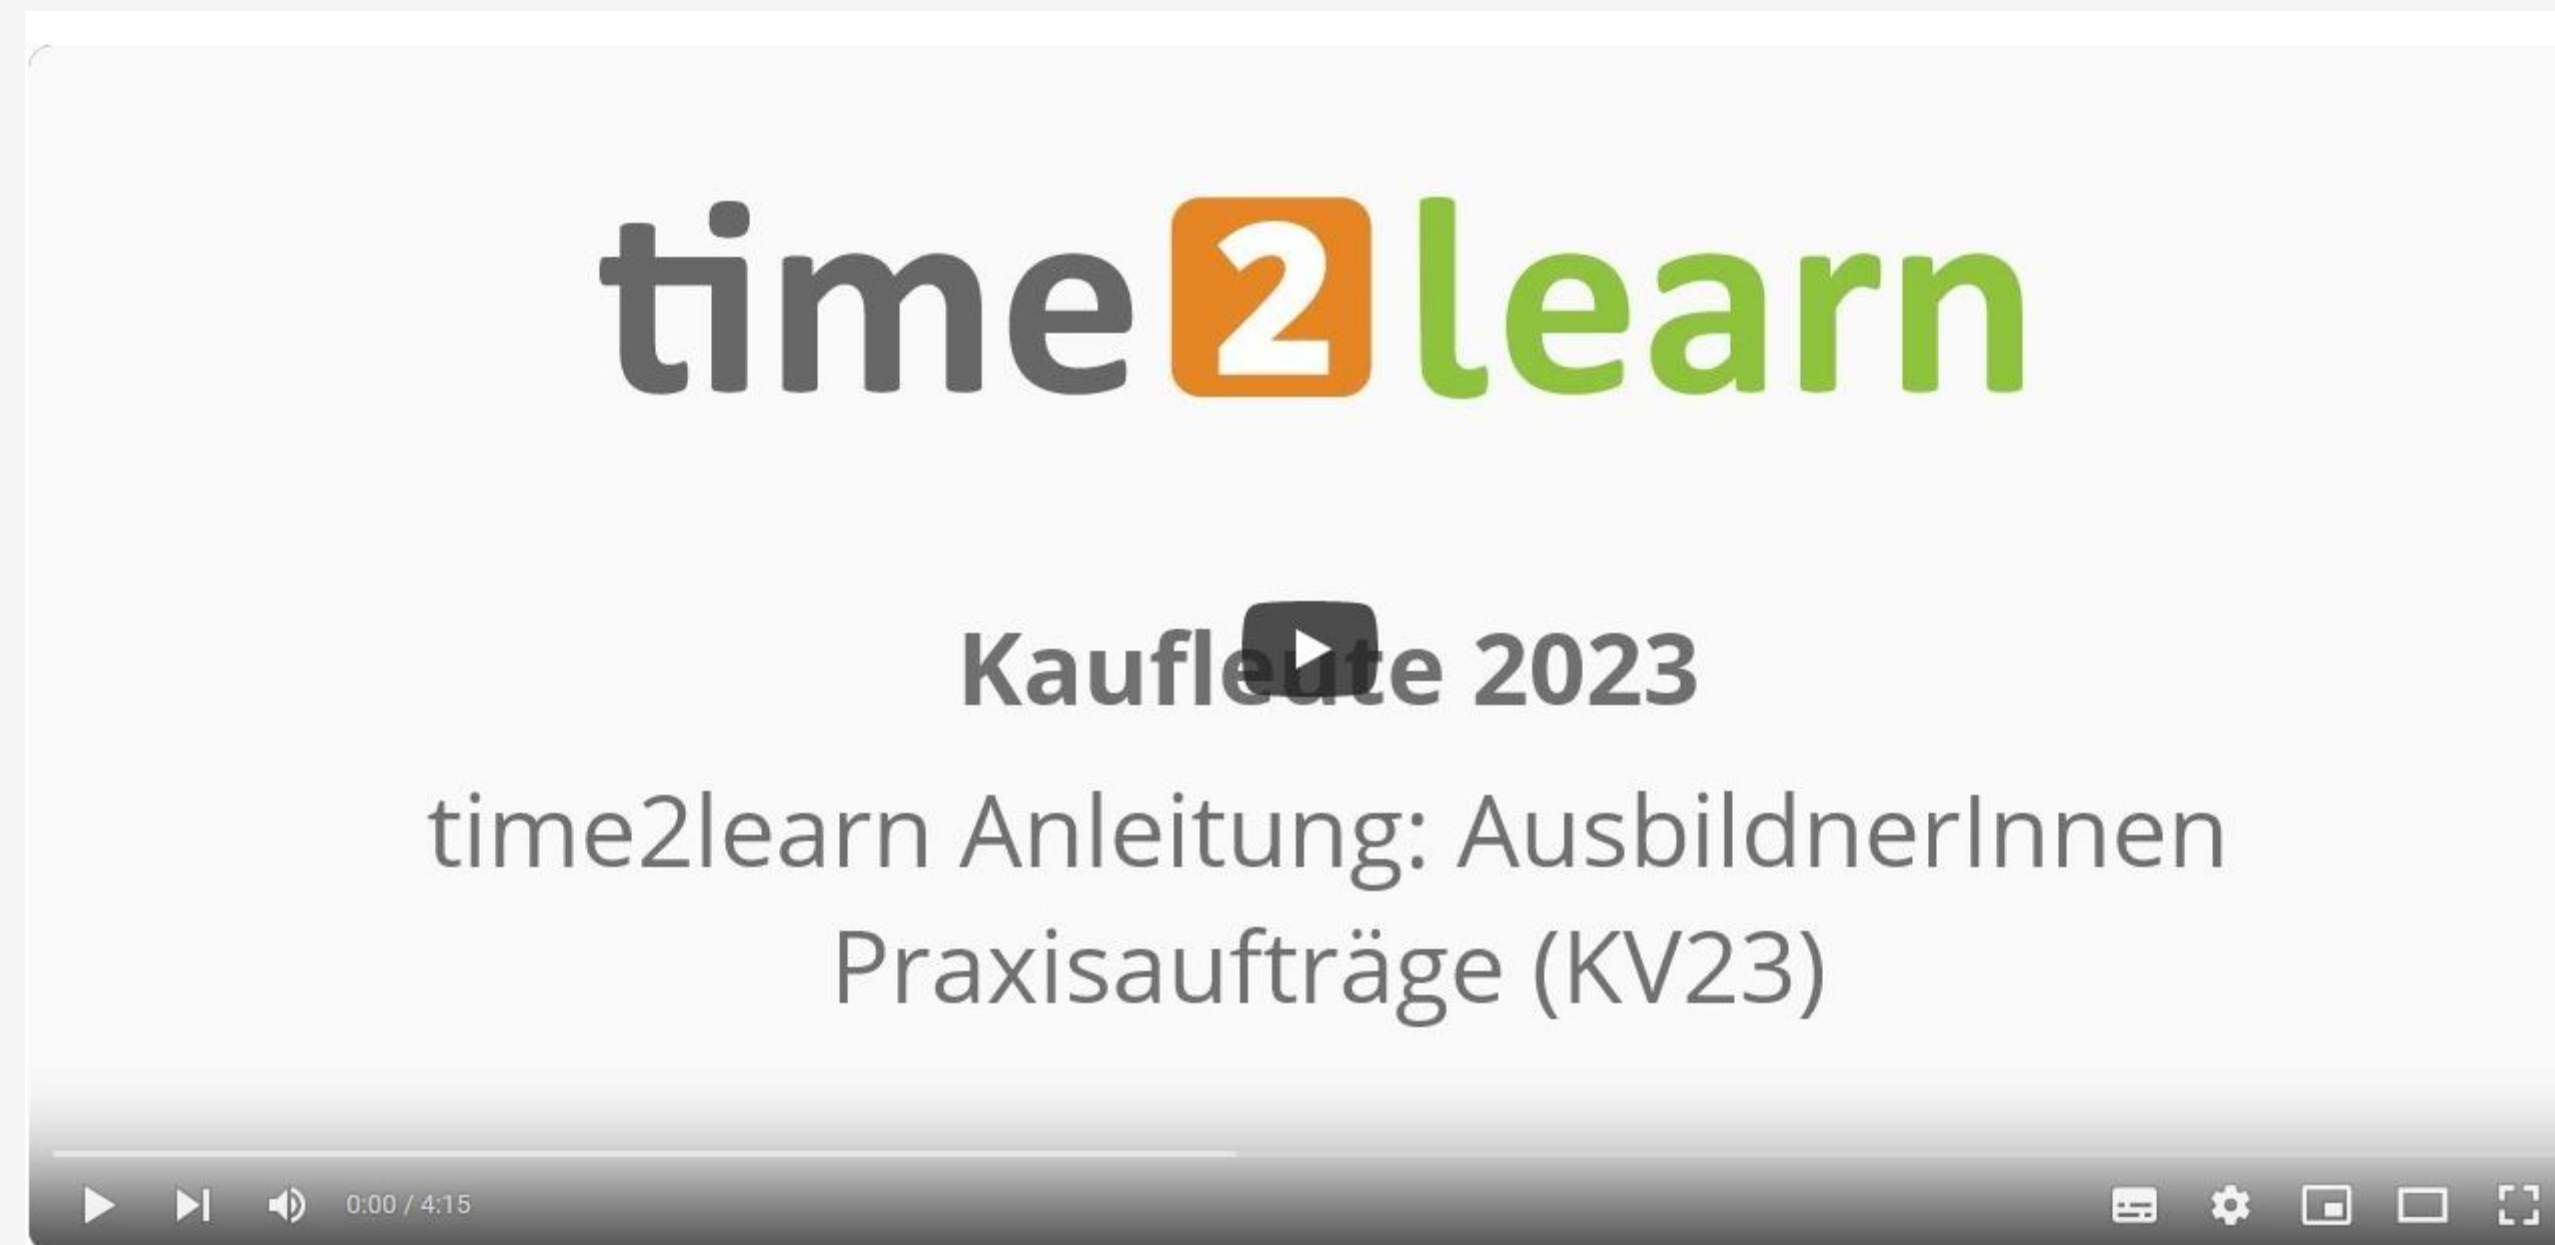 time2learn
Kaufleute 2023
time2learn Anleitung: AusbildnerInnen
Praxisaufträge (KV23)
0:00 / 4:15